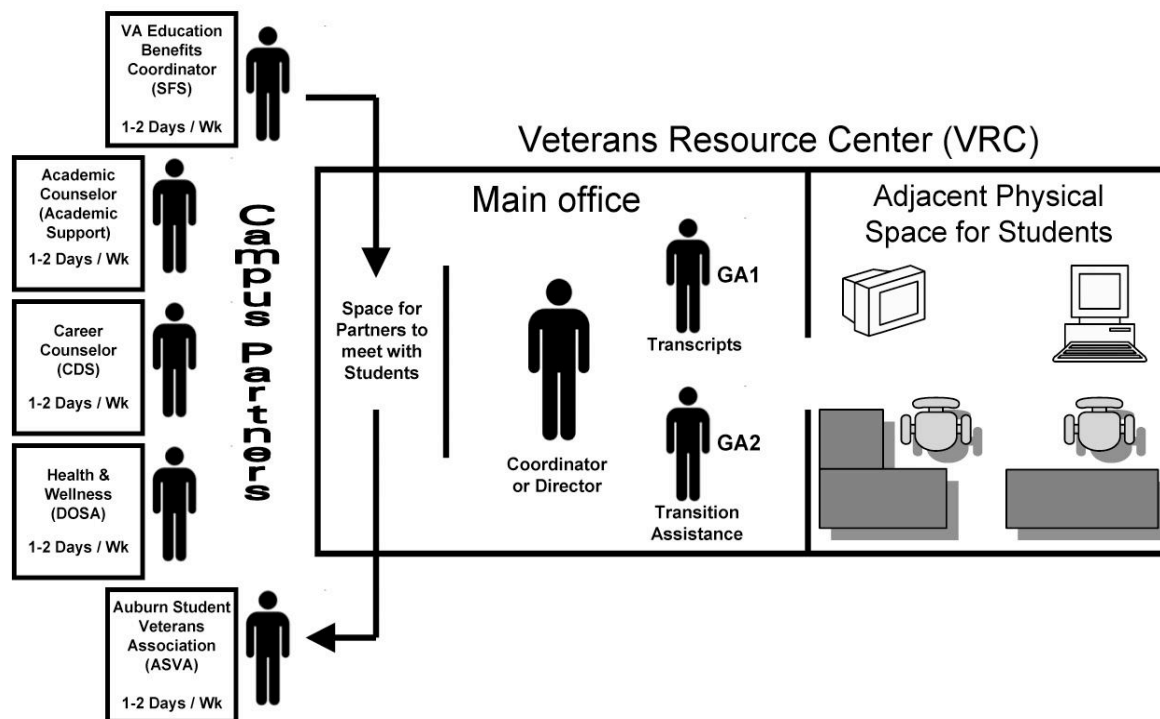 VA Education
Benefits
Coordinator
(SFS)
1-2 Days / Wk
Academic
Counselor
(Academic
Support)
1-2 Days / Wk
Career
Counselor
(CDS)
1-2 Days / Wk
Health &
Wellness
(DOSA)
1-2 Days / Wk
Auburn Student
Veterans
Association
(ASVA)
1-2 Days / Wk
Campus Partners
Veterans Resource Center (VRC)
Main office
Space for
Partners to
meet with
Students
Coordinator
or Director
GA1
Transcripts
GA2
Transition
Assistance
Adjacent Physical
Space for Students